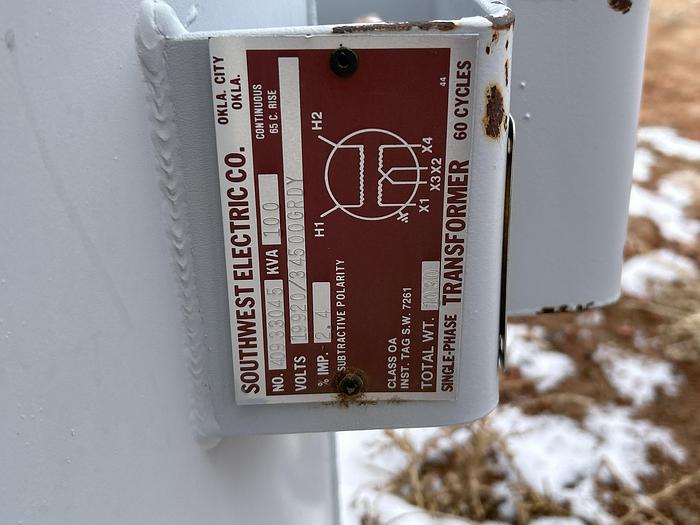 SOUTHWEST ELECTRIC CO. OKLA. CITY OKLA.
NO. KVA 100 CONTINUOUS 65 C. RISE
VOLTS 19920/34500GRDY
% IMP. 2.4
SUBTRACTIVE POLARITY
H1 H2
X1 X3 X2 X4
CLASS OA
INST. TAG S.W. 7261
44
TOTAL WT. 1030
SINGLE-PHASE TRANSFORMER 60 CYCLES